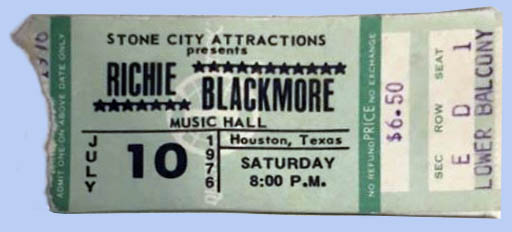 STONE CITY ATTRACTIONS
presents
RICHIE ★★★★★★★★★★★★
★★★★★★★ BLACKMORE
MUSIC HALL
JULY 10 1976
Houston, Texas
SATURDAY
8:00 P.M.
ADMIT ONE ON ABOVE DATE ONLY
NO REFUND PRICE NO EXCHANGE
$6.50
SEC ROW SEAT
E D 1
LOWER BALCONY